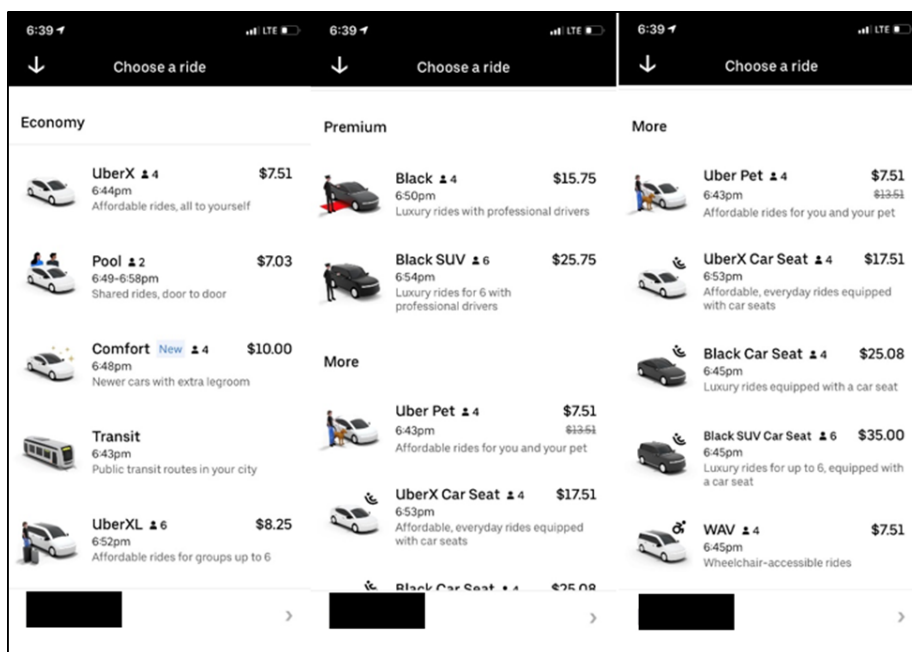 6:39
LTE
Choose a ride
Economy
UberX 4 $7.51
6:44pm
Affordable rides, all to yourself
Pool 2 $7.03
6:49-6:58pm
Shared rides, door to door
Comfort New 4 $10.00
6:48pm
Newer cars with extra legroom
Transit
6:43pm
Public transit routes in your city
UberXL 6 $8.25
6:52pm
Affordable rides for groups up to 6
6:39
LTE
Choose a ride
Premium
Black 4 $15.75
6:50pm
Luxury rides with professional drivers
Black SUV 6 $25.75
6:54pm
Luxury rides for 6 with
professional drivers
More
Uber Pet 4 $7.51
6:43pm $13.51
Affordable rides for you and your pet
UberX Car Seat 4 $17.51
6:53pm
Affordable, everyday rides equipped
with car seats
Black Car Seat 4 $25.08
6:39
LTE
Choose a ride
More
Uber Pet 4 $7.51
6:43pm $13.51
Affordable rides for you and your pet
UberX Car Seat 4 $17.51
6:53pm
Affordable, everyday rides equipped
with car seats
Black Car Seat 4 $25.08
6:45pm
Luxury rides equipped with a car seat
Black SUV Car Seat 6 $35.00
6:45pm
Luxury rides for up to 6, equipped with
a car seat
WAV 4 $7.51
6:45pm
Wheelchair-accessible rides